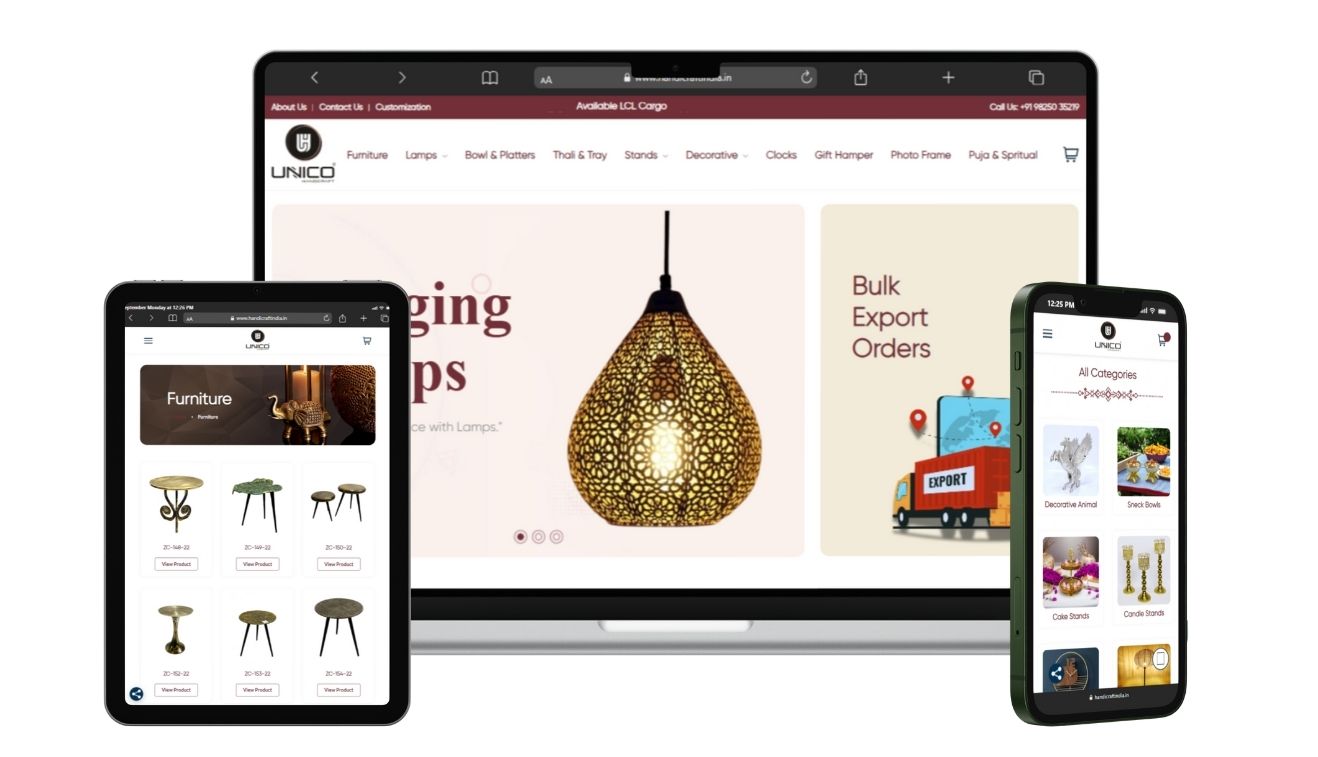 www.handicraftindia.in
About Us | Contact Us | Customization
Available LCL Cargo
Call Us: +91 98250 35219
UNICO
Furniture
Lamps
Bowl & Platters
Thali & Tray
Stands
Decorative
Clocks
Gift Hamper
Photo Frame
Puja & Spritual
ging
ps
ce with Lamps."
Bulk
Export
Orders
EXPORT
eptember Monday at 12:26 PM
AA
www.handicraftindia.in
UNICO
Furniture
Furniture
ZC-148-22
ZC-149-22
ZC-150-22
View Product
View Product
View Product
ZC-152-22
ZC-153-22
ZC-154-22
View Product
View Product
View Product
12:25 PM
UNICO
All Categories
Decorative Animal
Sneck Bowls
Cake Stands
Candle Stands
handicraftindia.in